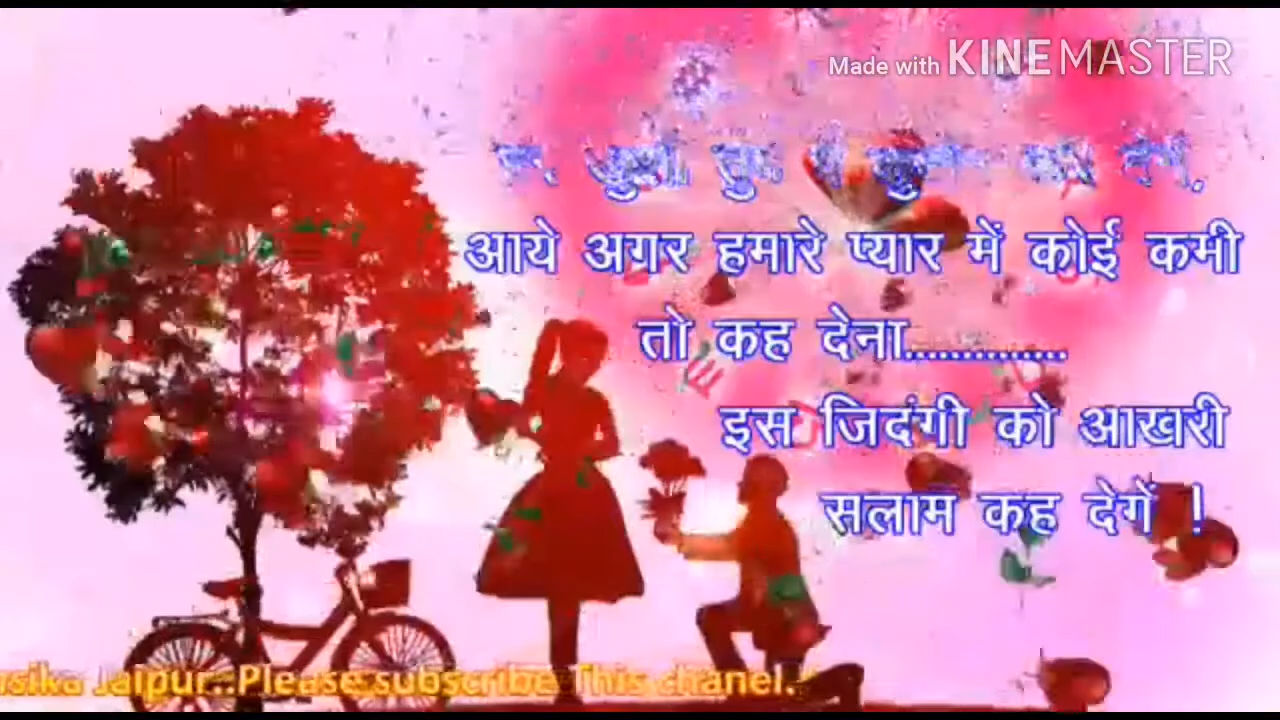 Made with KINEMASTER
आये अगर हमारे प्यार में कोई कमी
तो कह देना..............
इस जिदंगी को आखरी
सलाम कह देगें !
Jaipur..Please subscribe This chanel.